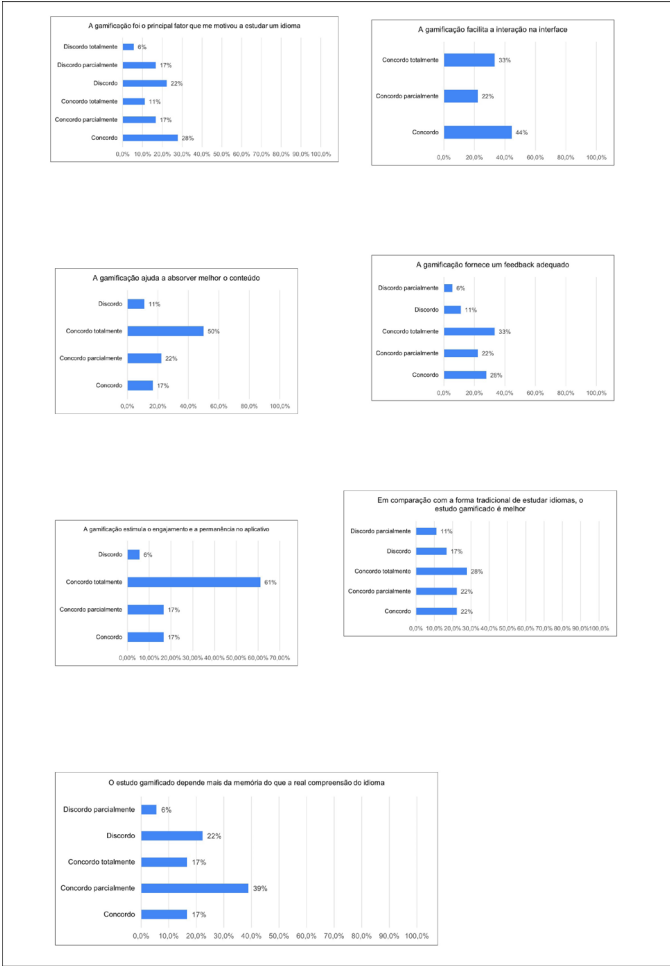 A gamificação foi o principal fator que me motivou a estudar um idioma
Discordo totalmente 6%
Discordo parcialmente 17%
Discordo 22%
Concordo totalmente 11%
Concordo parcialmente 17%
Concordo 28%
0,0% 10,0% 20,0% 30,0% 40,0% 50,0% 60,0% 70,0% 80,0% 90,0% 100,0%
A gamificação facilita a interação na interface
Concordo totalmente 33%
Concordo parcialmente 22%
Concordo 44%
0,0% 20,0% 40,0% 60,0% 80,0% 100,0%
A gamificação ajuda a absorver melhor o conteúdo
Discordo 11%
Concordo totalmente 50%
Concordo parcialmente 22%
Concordo 17%
0,0% 20,0% 40,0% 60,0% 80,0% 100,0%
A gamificação fornece um feedback adequado
Discordo parcialmente 6%
Discordo 11%
Concordo totalmente 33%
Concordo parcialmente 22%
Concordo 28%
0,0% 20,0% 40,0% 60,0% 80,0% 100,0%
A gamificação estimula o engajamento e a permanência no aplicativo
Discordo 6%
Concordo totalmente 61%
Concordo parcialmente 17%
Concordo 17%
0,00% 10,00% 20,00% 30,00% 40,00% 50,00% 60,00% 70,00%
Em comparação com a forma tradicional de estudar idiomas, o
estudo gamificado é melhor
Discordo parcialmente 11%
Discordo 17%
Concordo totalmente 28%
Concordo parcialmente 22%
Concordo 22%
0,0% 10,0% 20,0% 30,0% 40,0% 50,0% 60,0% 70,0% 80,0% 90,0% 100,0%
O estudo gamificado depende mais da memória do que a real compreensão do idioma
Discordo parcialmente 6%
Discordo 22%
Concordo totalmente 17%
Concordo parcialmente 39%
Concordo 17%
0,0% 10,0% 20,0% 30,0% 40,0% 50,0% 60,0% 70,0% 80,0% 90,0% 100,0%